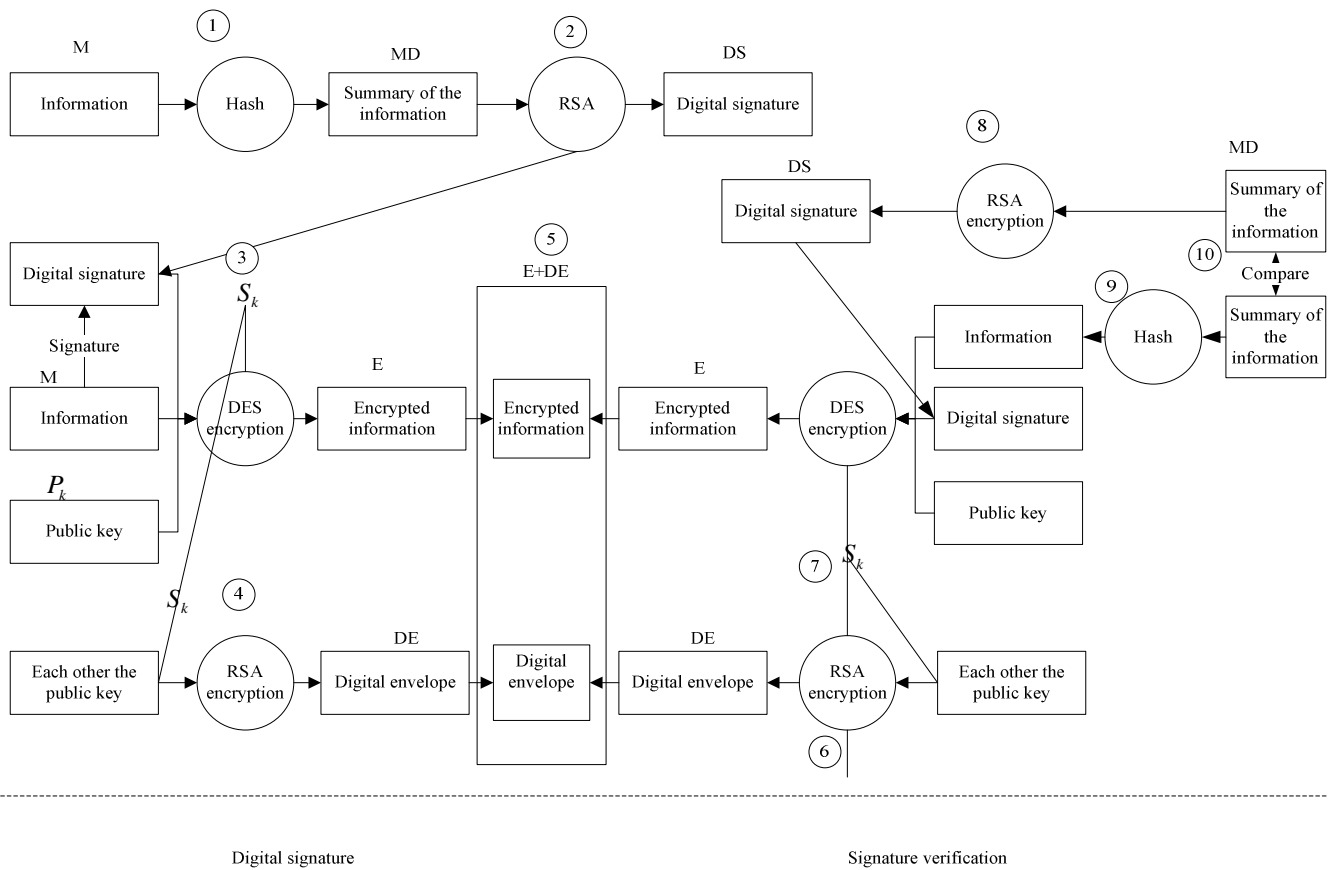 M
1
Information
Hash
MD
Summary of the
information
2
RSA
DS
Digital signature
8
DS
Digital signature
RSA
encryption
MD
Summary of
the
information
10
Compare
9
Information
Hash
Summary of
the
information
Digital signature
Signature
M
Information
P_k
Public key
3
S_k
DES
encryption
E
Encrypted
information
5
E+DE
Encrypted
information
E
Encrypted
information
DES
encryption
Digital signature
Public key
S_k
4
Each other the
public key
RSA
encryption
DE
Digital envelope
Digital
envelope
DE
Digital envelope
7
S_k
RSA
encryption
6
Each other the
public key
Digital signature
Signature verification